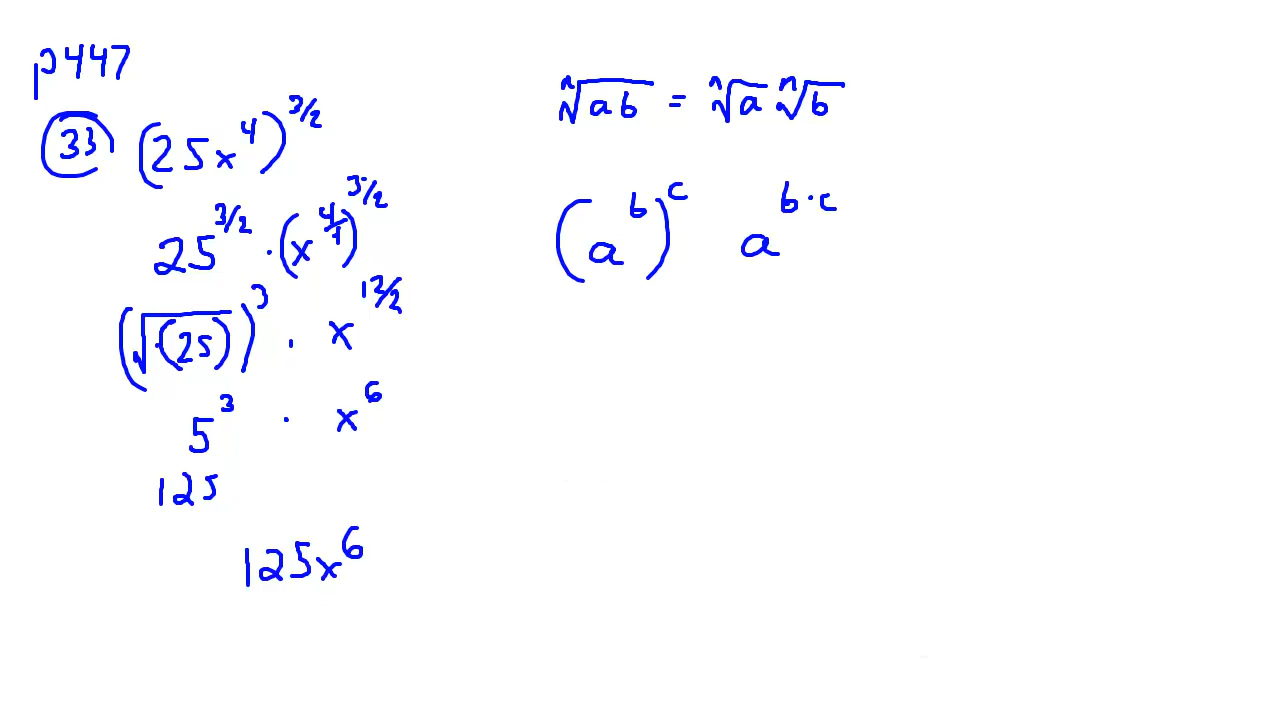 p447
33 (25x^4)^{3/2}
25^{3/2} · (x^{4/1})^{3/2}
(√(25))^3 · x^{12/2}
5^3 · x^6
125
125x^6
ⁿ√ab = ⁿ√a ⁿ√b
(a^b)^c a^{b·c}